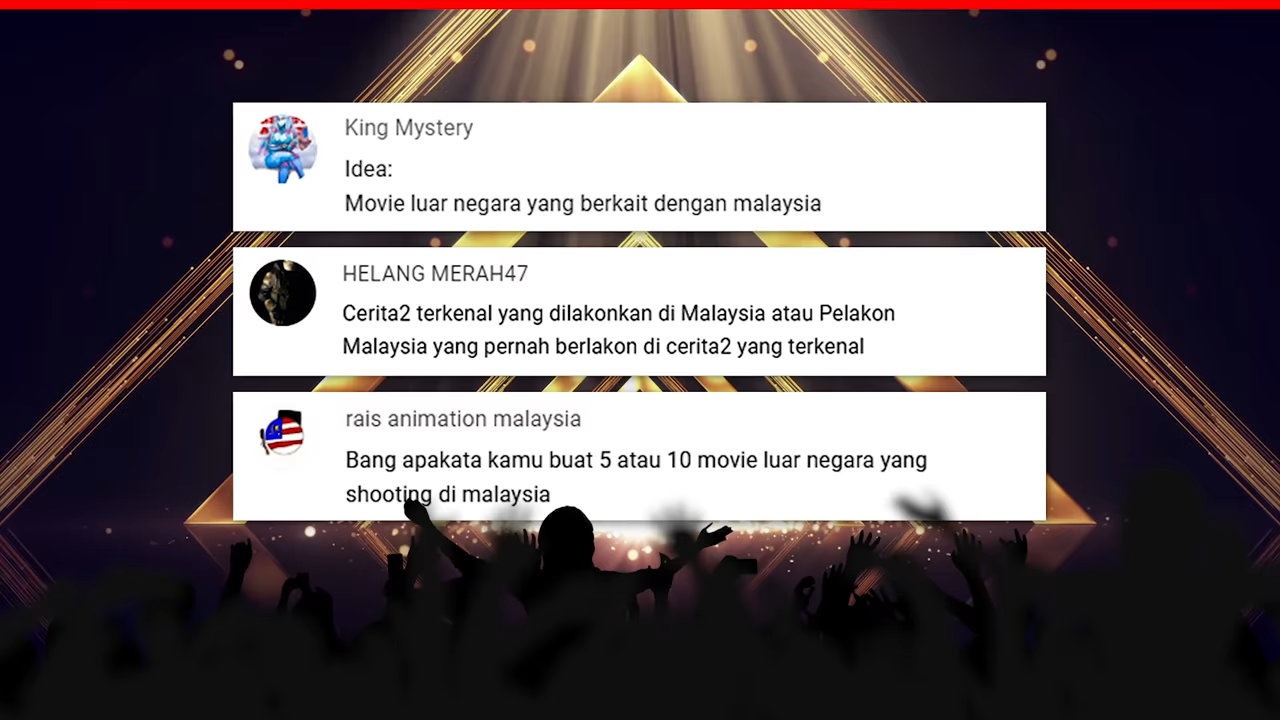 King Mystery
Idea:
Movie luar negara yang berkait dengan malaysia
HELANG MERAH47
Cerita2 terkenal yang dilakonkan di Malaysia atau Pelakon
Malaysia yang pernah berlakon di cerita2 yang terkenal
rais animation malaysia
Bang apakata kamu buat 5 atau 10 movie luar negara yang
shooting di malaysia